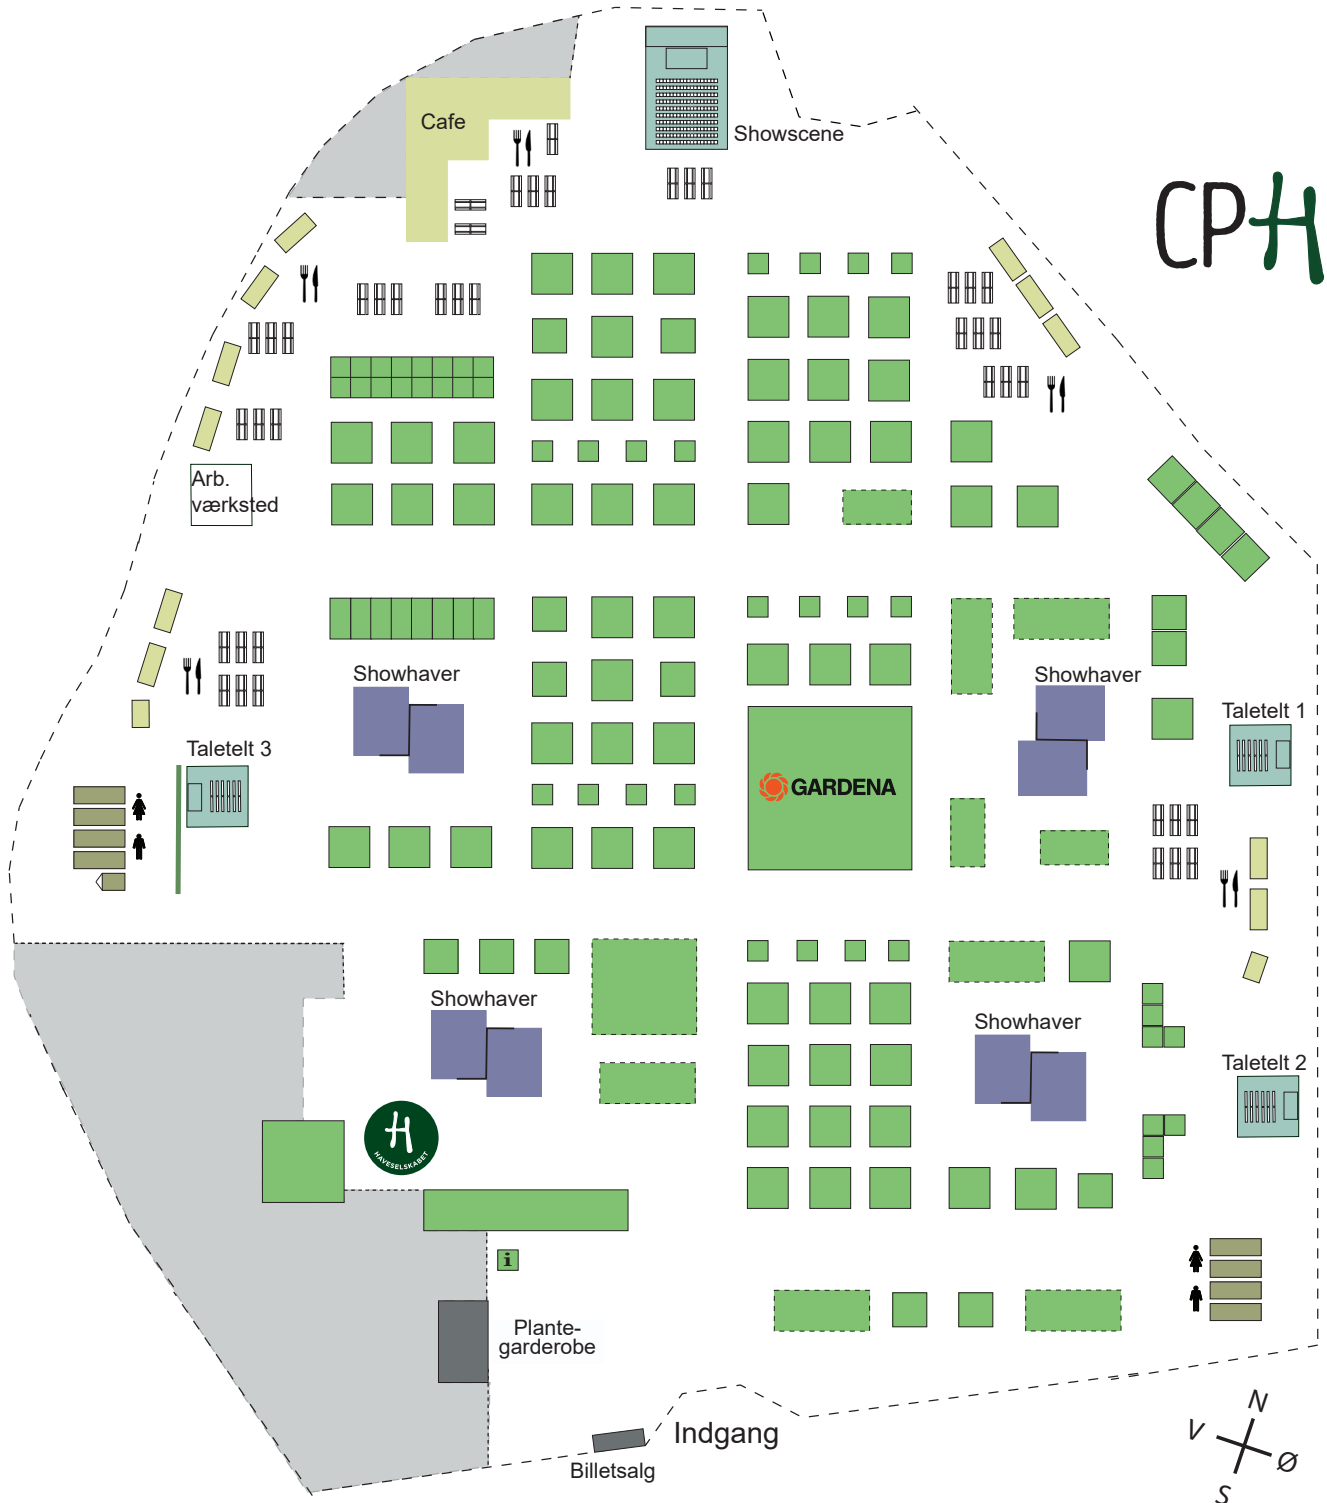 Cafe
Showscene
CPH
Arb.
værksted
Showhaver
Showhaver
Taletelt 1
Taletelt 3
GARDENA
Showhaver
Showhaver
Taletelt 2
H
HAVESELSKABET
i
Plante-
garderobe
Indgang
Billetsalg
N
V
Ø
S